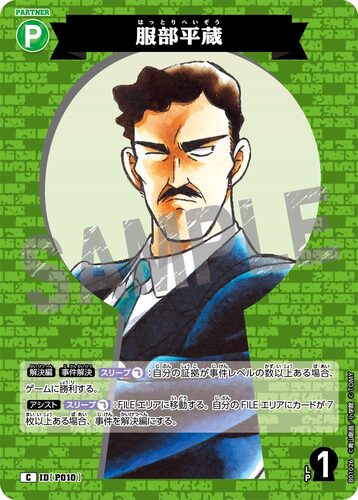 PARTNER
P
はっとりへいぞう
服部平蔵
SAMPLE
解決編 事件解決 スリープ:自分の証拠が事件レベルの数以上ある場合、
ゲームに勝利する。
アシスト スリープ:FILEエリアに移動する。自分のFILEエリアにカードが7
枚以上ある場合、事件を解決編にする。
C 1D[P010]
LP 1